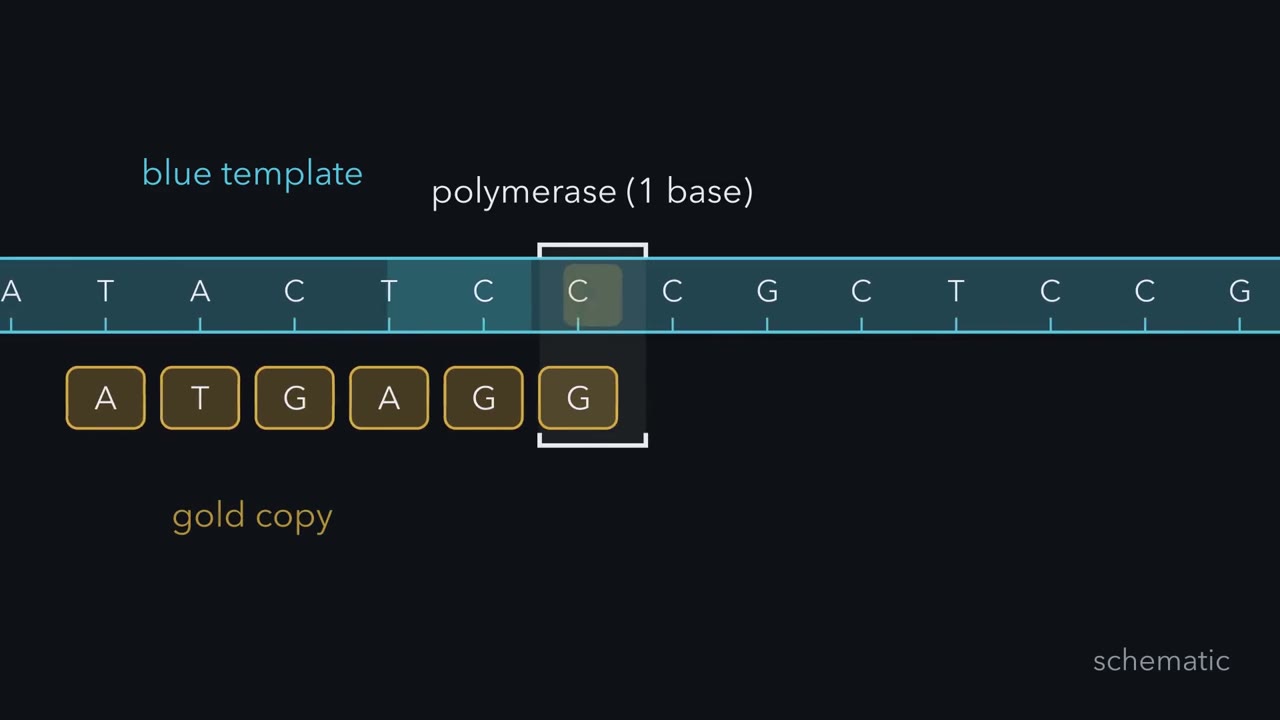 blue template
polymerase (1 base)
A T A C T C C C G C T C C G
A T G A G G
gold copy
schematic